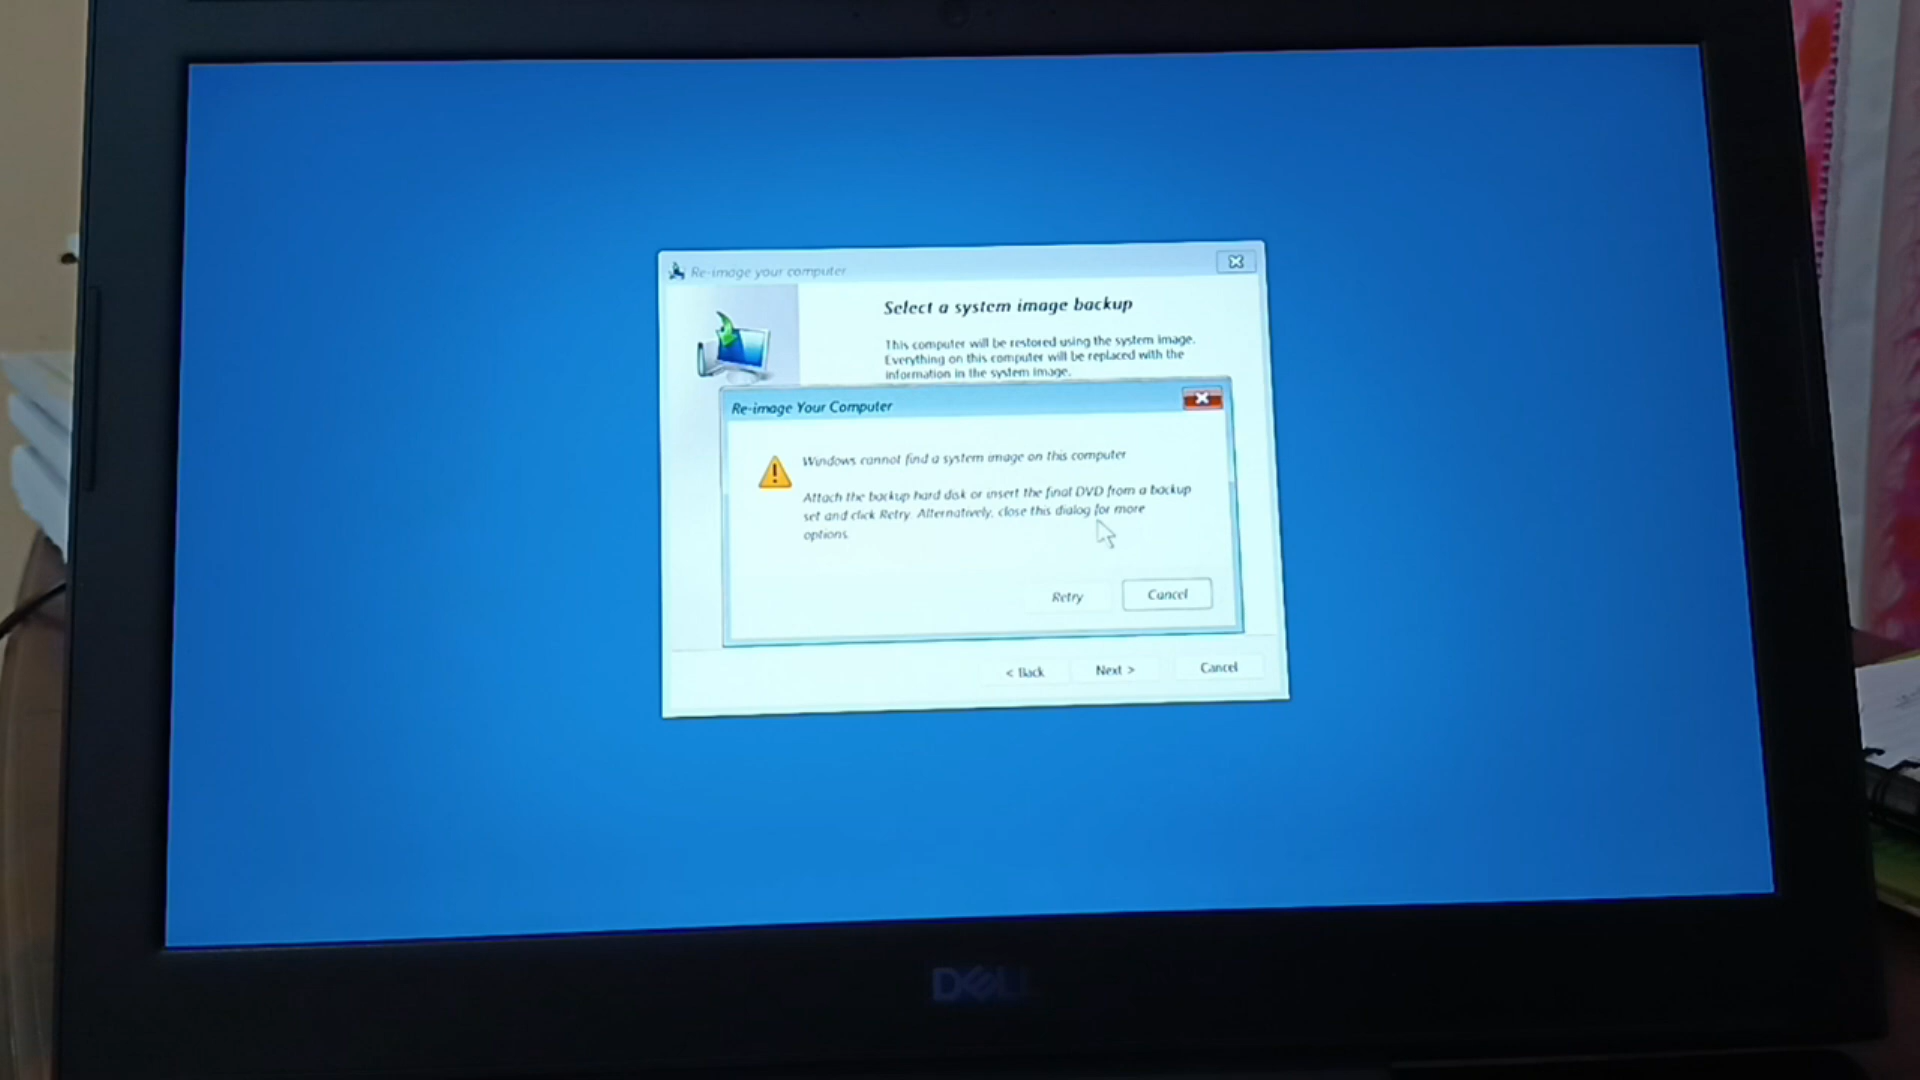 Re-image your computer
Select a system image backup
This computer will be restored using the system image.
Everything on this computer will be replaced with the
information in the system image.
Re-image Your Computer
Windows cannot find a system image on this computer
Attach the backup hard disk or insert the final DVD from a backup
set and click Retry. Alternatively, close this dialog for more
options.
Retry
Cancel
< Back
Next >
Cancel
DELL